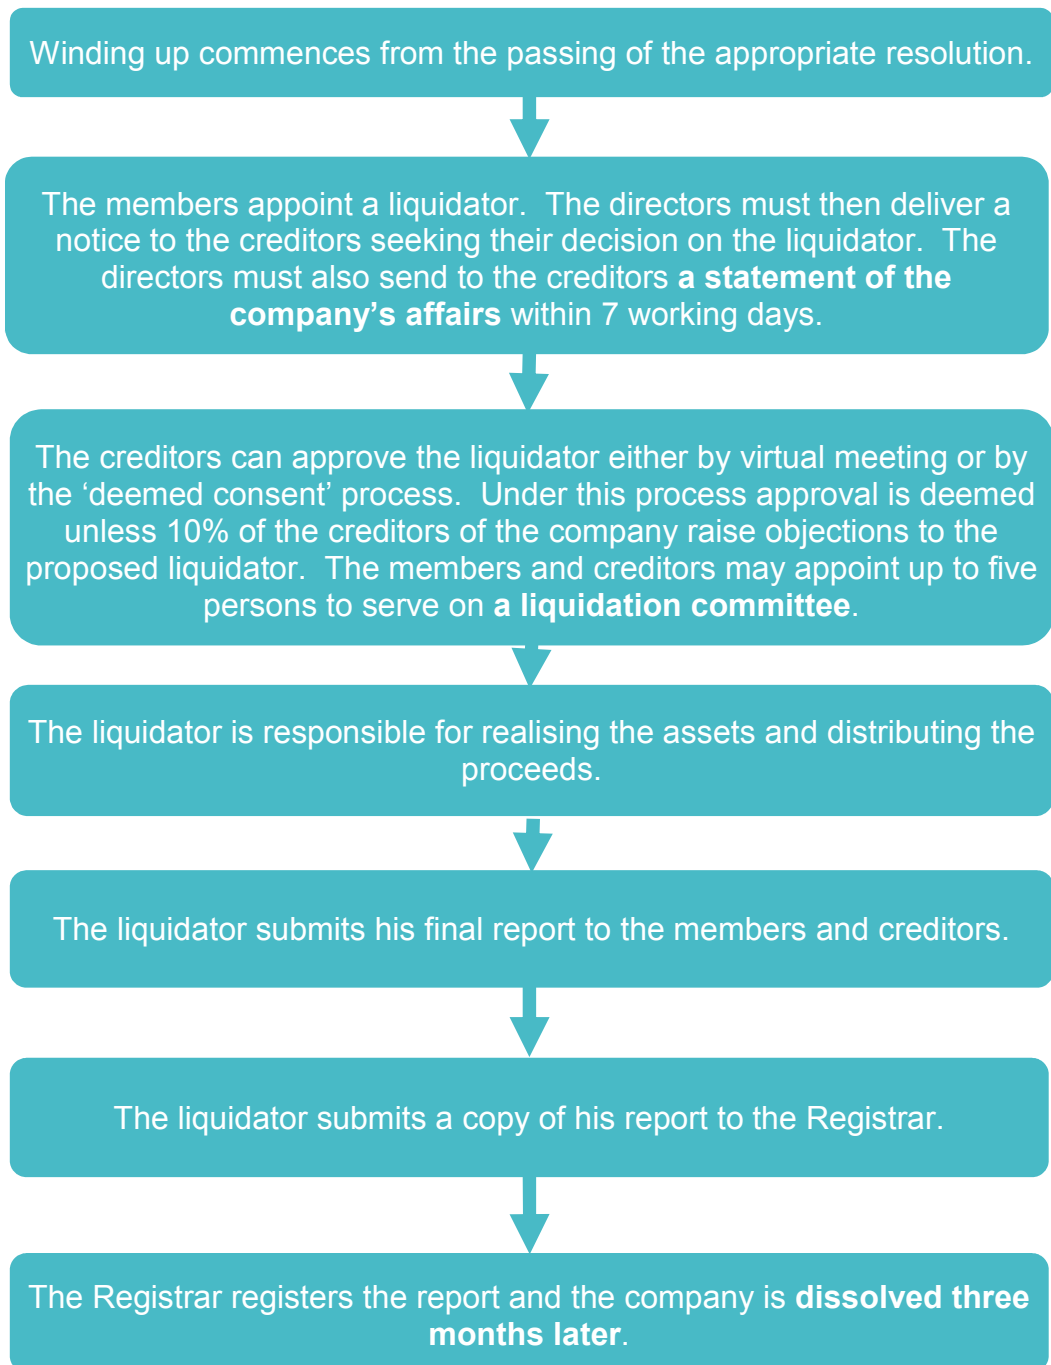 Winding up commences from the passing of the appropriate resolution.
The members appoint a liquidator.  The directors must then deliver a
notice to the creditors seeking their decision on the liquidator.  The
directors must also send to the creditors a statement of the
company’s affairs within 7 working days.
The creditors can approve the liquidator either by virtual meeting or by
the ‘deemed consent’ process.  Under this process approval is deemed
unless 10% of the creditors of the company raise objections to the
proposed liquidator.  The members and creditors may appoint up to five
persons to serve on a liquidation committee.
The liquidator is responsible for realising the assets and distributing the
proceeds.
The liquidator submits his final report to the members and creditors.
The liquidator submits a copy of his report to the Registrar.
The Registrar registers the report and the company is dissolved three
months later.